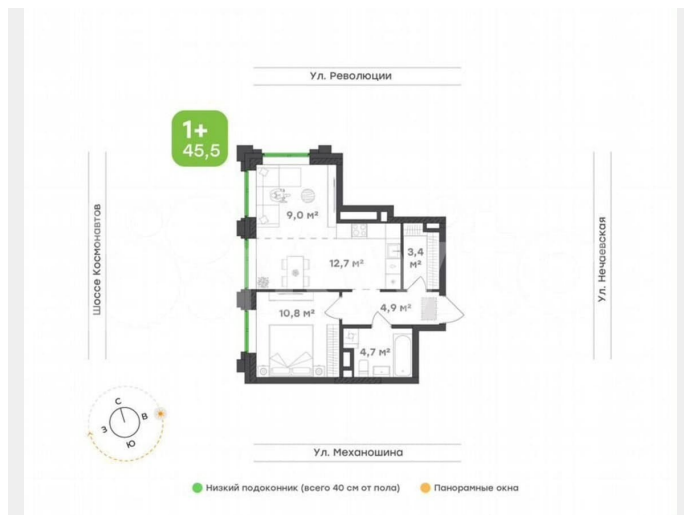 Ул. Революции
1+
45,5
Шоссе Космонавтов
Ул. Нечаевская
9,0 м²
12,7 м²
3,4
м²
10,8 м²
4,9 м²
4,7 м²
С
В
З
Ю
Ул. Механошина
Низкий подоконник (всего 40 см от пола)
Панорамные окна